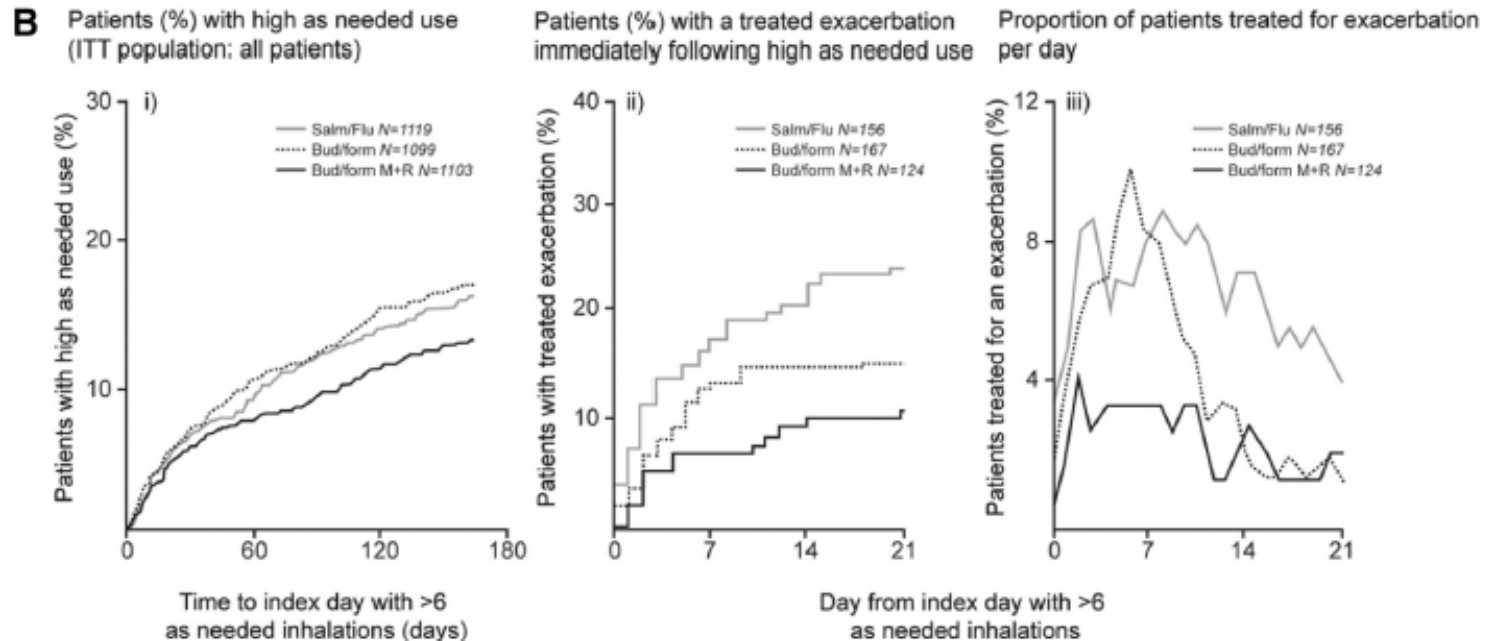 B
Patients (%) with high as needed use
(ITT population: all patients)
Patients (%) with a treated exacerbation
immediately following high as needed use
Proportion of patients treated for exacerbation
per day
i)
Patients with high as needed use (%)
30
20
10
Salm/Flu N=1119
Bud/form N=1099
Bud/form M+R N=1103
0
60
120
180
Time to index day with >6
as needed inhalations (days)
ii)
Patients with treated exacerbation (%)
40
30
20
10
Salm/Flu N=156
Bud/form N=167
Bud/form M+R N=124
0
7
14
21
iii)
Patients treated for an exacerbation (%)
12
8
4
Salm/Flu N=156
Bud/form N=167
Bud/form M+R N=124
0
7
14
21
Day from index day with >6
as needed inhalations